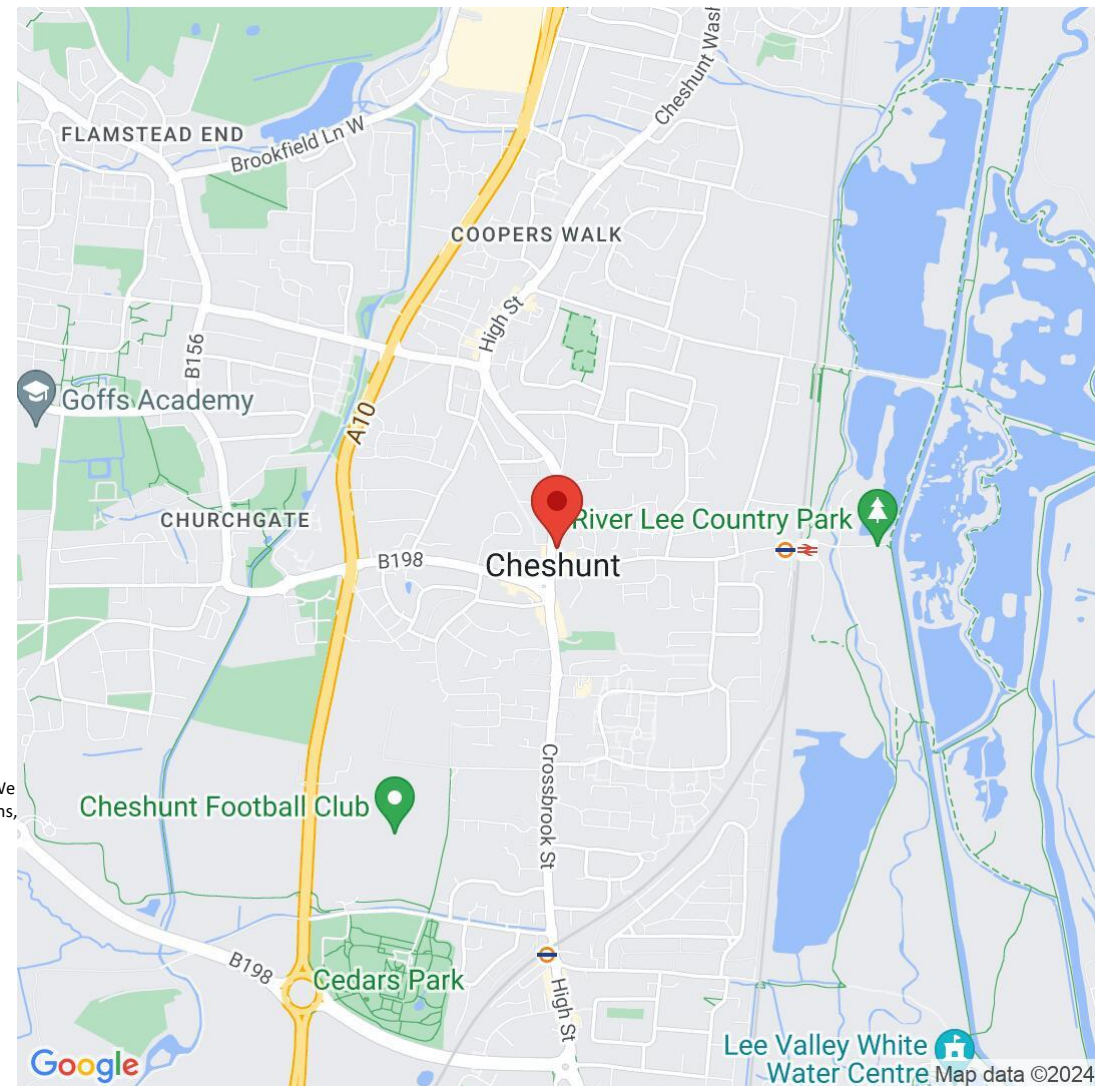 Cheshunt Wash
FLAMSTEAD END
Brookfield Ln W
COOPERS WALK
High St
B156
Goffs Academy
A10
CHURCHGATE
River Lee Country Park
B198
Cheshunt
Crossbrook St
We
ns,
Cheshunt Football Club
B198
Cedars Park
High St
Lee Valley White
Water Centre
Google
Map data ©2024